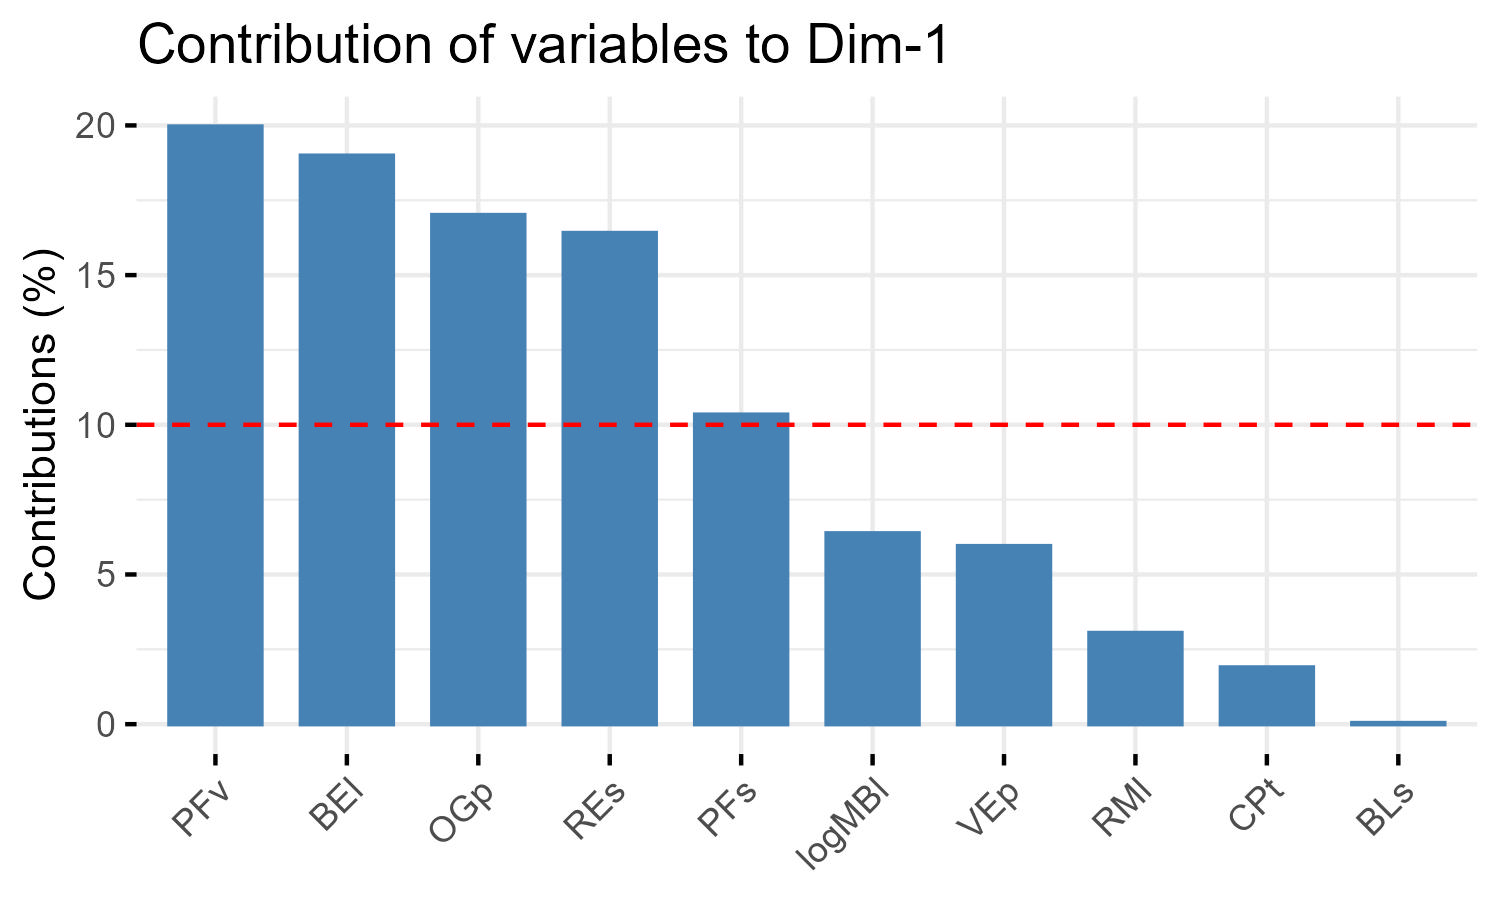 Contribution of variables to Dim-1
Contributions (%)
20
15
10
5
0
PFv
BEl
OGp
REs
PFs
logMBl
VEp
RMl
CPt
BLs